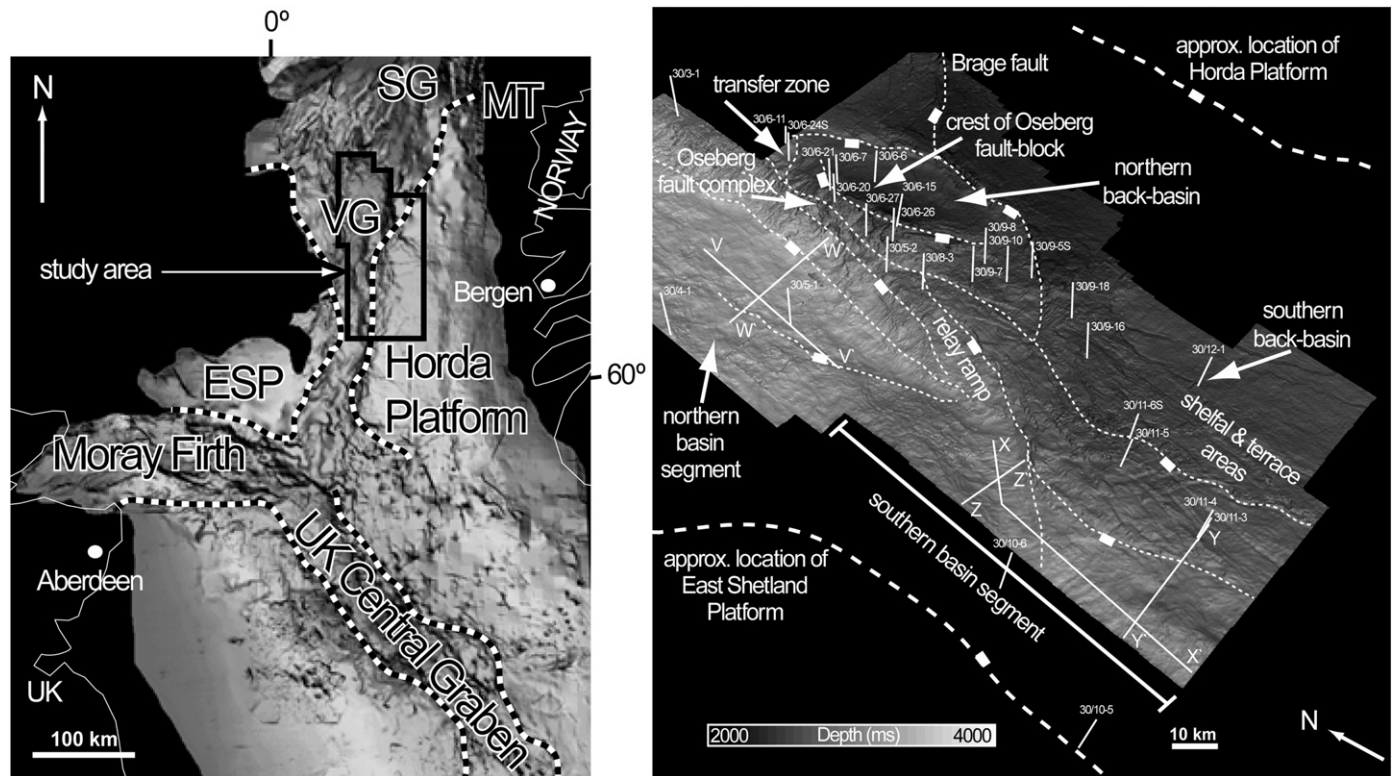 0º
N
SG
MT
NORWAY
VG
study area
Bergen
ESP
Horda
Platform
60º
Moray Firth
UK Central Graben
Aberdeen
UK
100 km
approx. location of
Horda Platform
Brage fault
30/3-1
transfer zone
30/6-11
30/6-24S
crest of Oseberg
fault-block
Oseberg
fault complex
30/6-21
30/6-7
30/6-6
northern
back-basin
30/6-20
30/6-15
30/6-27
30/6-26
30/9-8
30/9-10
30/9-5S
V
W
30/5-2
30/8-3
30/9-7
30/4-1
30/5-1
30/9-18
W`
V`
relay ramp
30/9-16
southern
back-basin
30/12-1
northern
basin
segment
30/11-6S
30/11-5
shelfal & terrace
areas
X
Z`
Z
30/11-4
30/11-3
Y
southern basin segment
30/10-6
approx. location of
East Shetland
Platform
Y`
X`
30/10-5
2000
Depth (ms)
4000
10 km
N